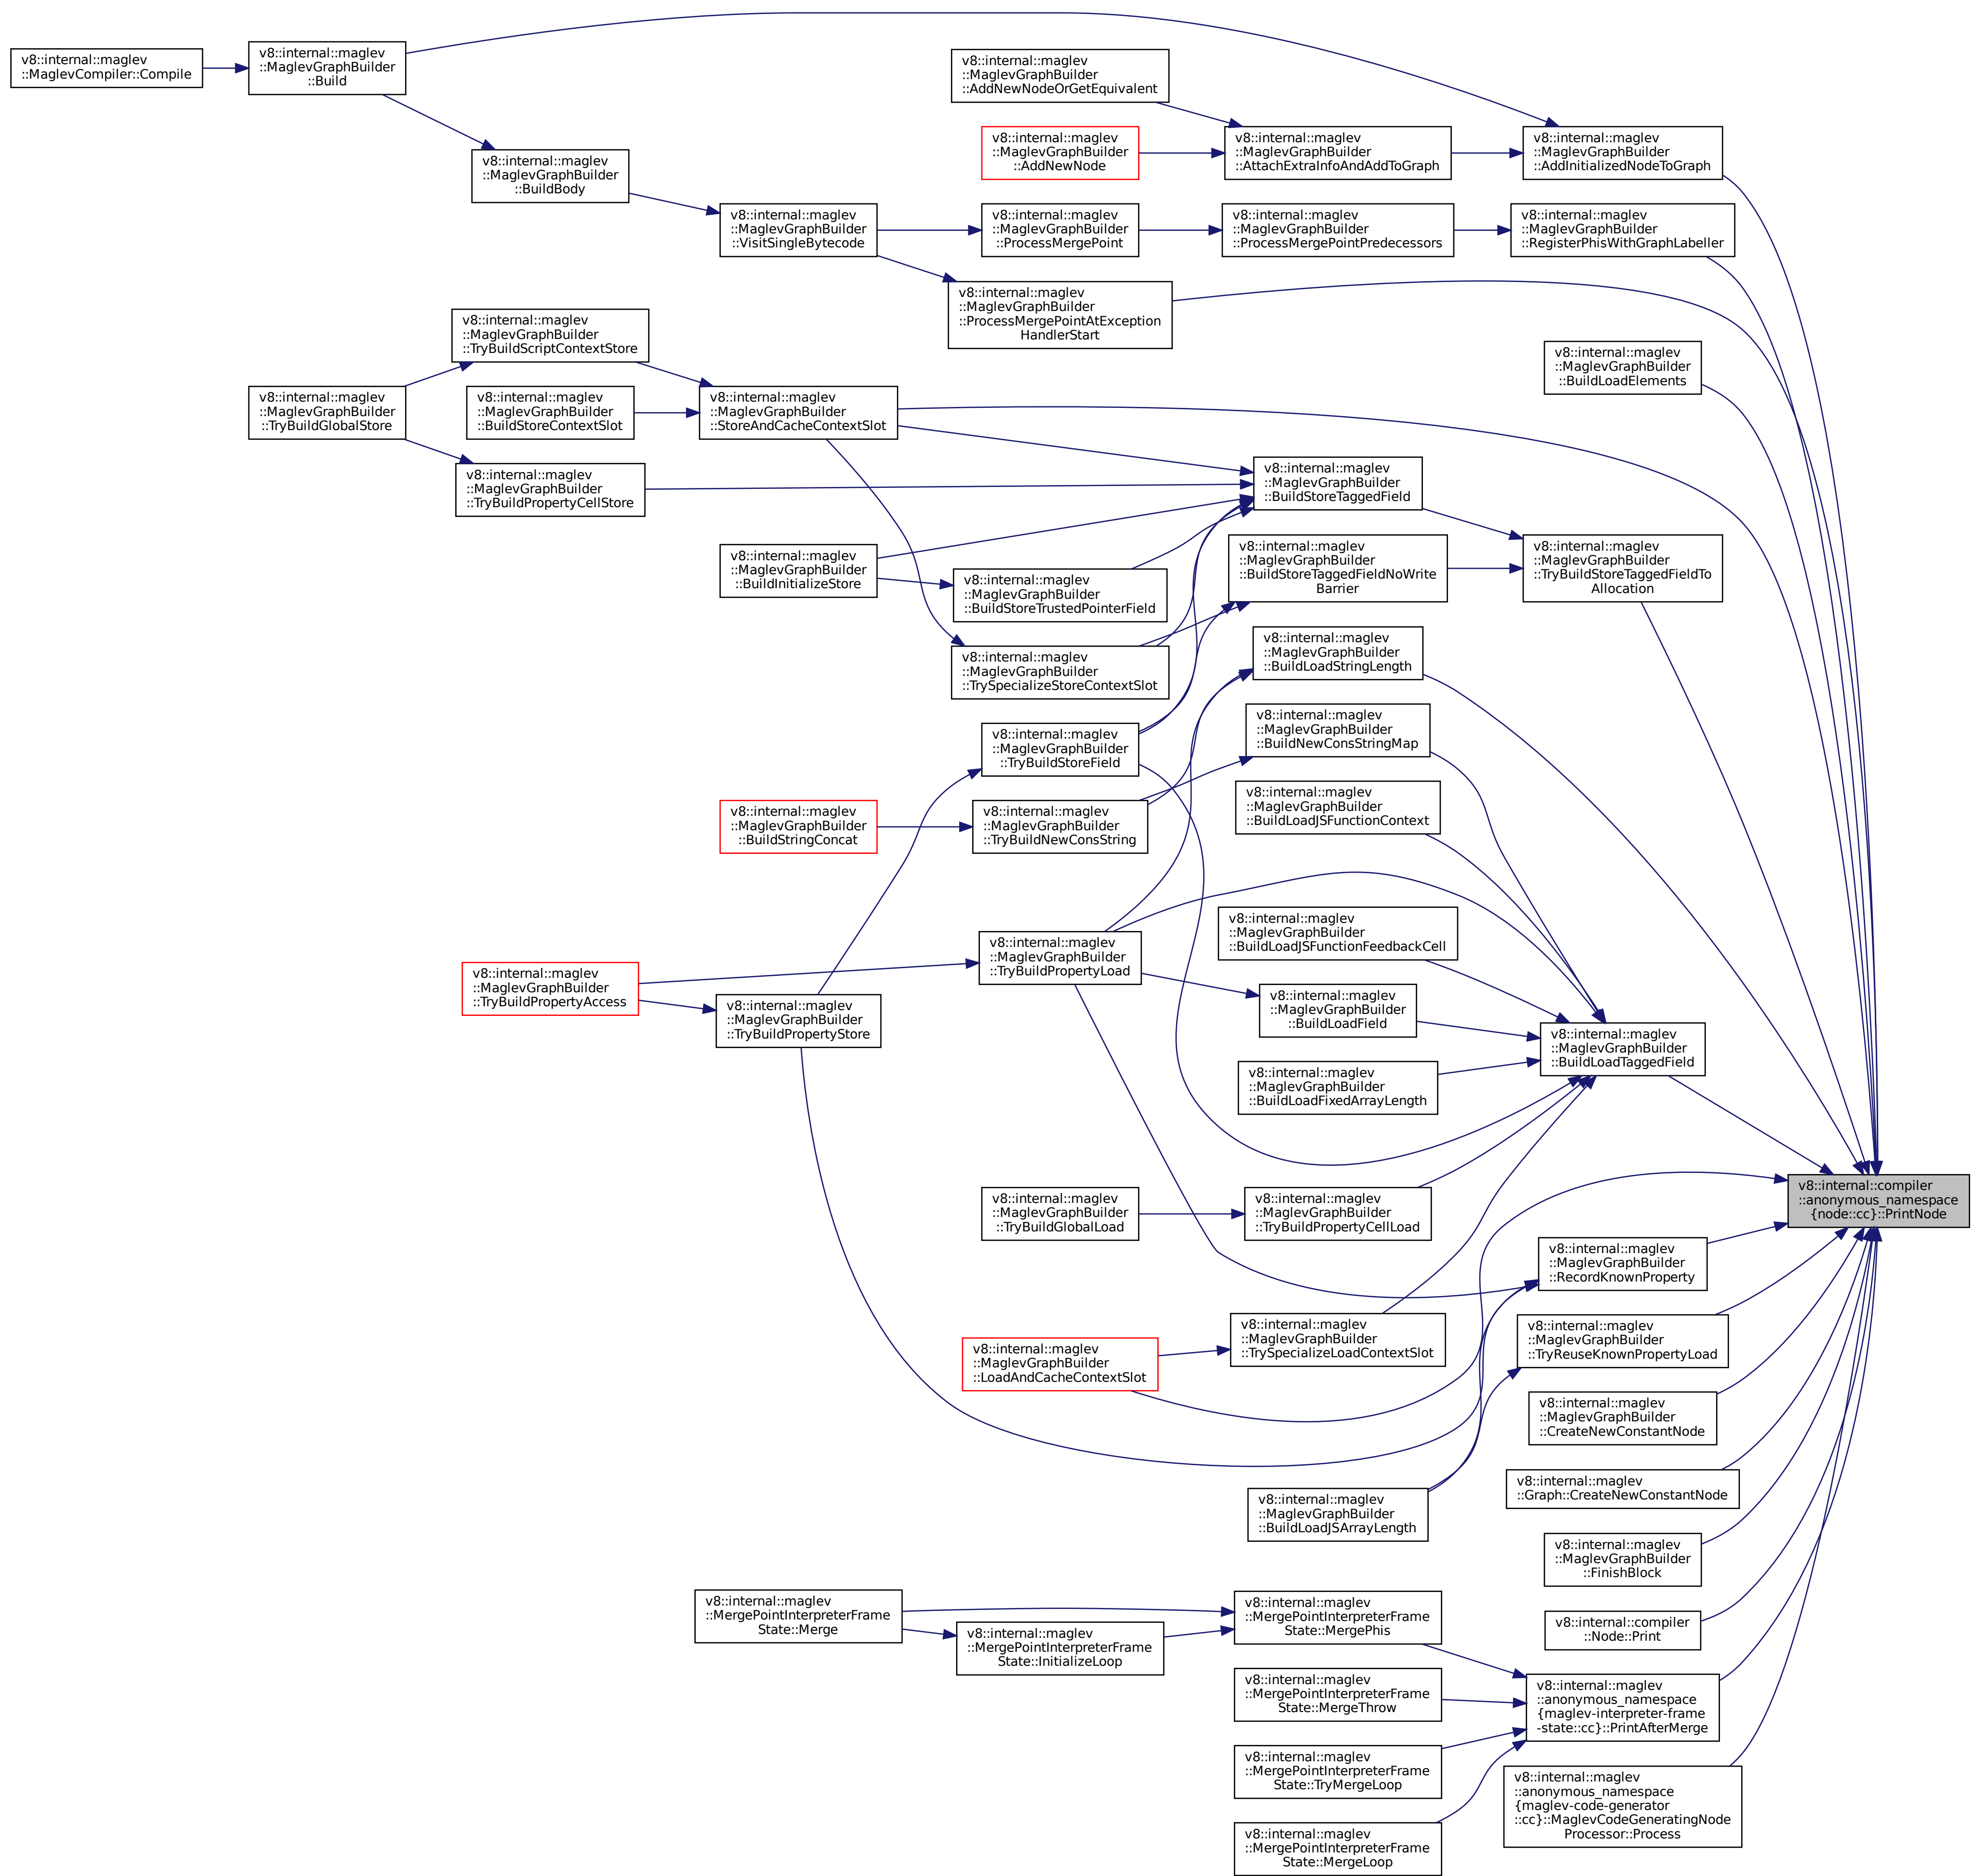 v8::internal::maglev
::MaglevCompiler::Compile
v8::internal::maglev
::MaglevGraphBuilder
::Build
v8::internal::maglev
::MaglevGraphBuilder
::BuildBody
v8::internal::maglev
::MaglevGraphBuilder
::AddNewNodeOrGetEquivalent
v8::internal::maglev
::MaglevGraphBuilder
::AddNewNode
v8::internal::maglev
::MaglevGraphBuilder
::AttachExtraInfoAndAddToGraph
v8::internal::maglev
::MaglevGraphBuilder
::AddInitializedNodeToGraph
v8::internal::maglev
::MaglevGraphBuilder
::VisitSingleBytecode
v8::internal::maglev
::MaglevGraphBuilder
::ProcessMergePoint
v8::internal::maglev
::MaglevGraphBuilder
::ProcessMergePointPredecessors
v8::internal::maglev
::MaglevGraphBuilder
::RegisterPhisWithGraphLabeller
v8::internal::maglev
::MaglevGraphBuilder
::ProcessMergePointAtException
HandlerStart
v8::internal::maglev
::MaglevGraphBuilder
::TryBuildScriptContextStore
v8::internal::maglev
::MaglevGraphBuilder
::BuildLoadElements
v8::internal::maglev
::MaglevGraphBuilder
::TryBuildGlobalStore
v8::internal::maglev
::MaglevGraphBuilder
::BuildStoreContextSlot
v8::internal::maglev
::MaglevGraphBuilder
::StoreAndCacheContextSlot
v8::internal::maglev
::MaglevGraphBuilder
::TryBuildPropertyCellStore
v8::internal::maglev
::MaglevGraphBuilder
::BuildStoreTaggedField
v8::internal::maglev
::MaglevGraphBuilder
::BuildInitializeStore
v8::internal::maglev
::MaglevGraphBuilder
::BuildStoreTrustedPointerField
v8::internal::maglev
::MaglevGraphBuilder
::BuildStoreTaggedFieldNoWrite
Barrier
v8::internal::maglev
::MaglevGraphBuilder
::TryBuildStoreTaggedFieldTo
Allocation
v8::internal::maglev
::MaglevGraphBuilder
::TrySpecializeStoreContextSlot
v8::internal::maglev
::MaglevGraphBuilder
::BuildLoadStringLength
v8::internal::maglev
::MaglevGraphBuilder
::TryBuildStoreField
v8::internal::maglev
::MaglevGraphBuilder
::BuildNewConsStringMap
v8::internal::maglev
::MaglevGraphBuilder
::BuildStringConcat
v8::internal::maglev
::MaglevGraphBuilder
::TryBuildNewConsString
v8::internal::maglev
::MaglevGraphBuilder
::BuildLoadJSFunctionContext
v8::internal::maglev
::MaglevGraphBuilder
::BuildLoadJSFunctionFeedbackCell
v8::internal::maglev
::MaglevGraphBuilder
::TryBuildPropertyLoad
v8::internal::maglev
::MaglevGraphBuilder
::TryBuildPropertyAccess
v8::internal::maglev
::MaglevGraphBuilder
::TryBuildPropertyStore
v8::internal::maglev
::MaglevGraphBuilder
::BuildLoadField
v8::internal::maglev
::MaglevGraphBuilder
::BuildLoadTaggedField
v8::internal::maglev
::MaglevGraphBuilder
::BuildLoadFixedArrayLength
v8::internal::maglev
::MaglevGraphBuilder
::TryBuildGlobalLoad
v8::internal::maglev
::MaglevGraphBuilder
::TryBuildPropertyCellLoad
v8::internal::compiler
::anonymous_namespace
{node::cc}::PrintNode
v8::internal::maglev
::MaglevGraphBuilder
::RecordKnownProperty
v8::internal::maglev
::MaglevGraphBuilder
::LoadAndCacheContextSlot
v8::internal::maglev
::MaglevGraphBuilder
::TrySpecializeLoadContextSlot
v8::internal::maglev
::MaglevGraphBuilder
::TryReuseKnownPropertyLoad
v8::internal::maglev
::MaglevGraphBuilder
::CreateNewConstantNode
v8::internal::maglev
::Graph::CreateNewConstantNode
v8::internal::maglev
::MaglevGraphBuilder
::BuildLoadJSArrayLength
v8::internal::maglev
::MaglevGraphBuilder
::FinishBlock
v8::internal::compiler
::Node::Print
v8::internal::maglev
::MergePointInterpreterFrame
State::Merge
v8::internal::maglev
::MergePointInterpreterFrame
State::InitializeLoop
v8::internal::maglev
::MergePointInterpreterFrame
State::MergePhis
v8::internal::maglev
::MergePointInterpreterFrame
State::MergeThrow
v8::internal::maglev
::anonymous_namespace
{maglev-interpreter-frame
-state::cc}::PrintAfterMerge
v8::internal::maglev
::MergePointInterpreterFrame
State::TryMergeLoop
v8::internal::maglev
::anonymous_namespace
{maglev-code-generator
::cc}::MaglevCodeGeneratingNode
Processor::Process
v8::internal::maglev
::MergePointInterpreterFrame
State::MergeLoop